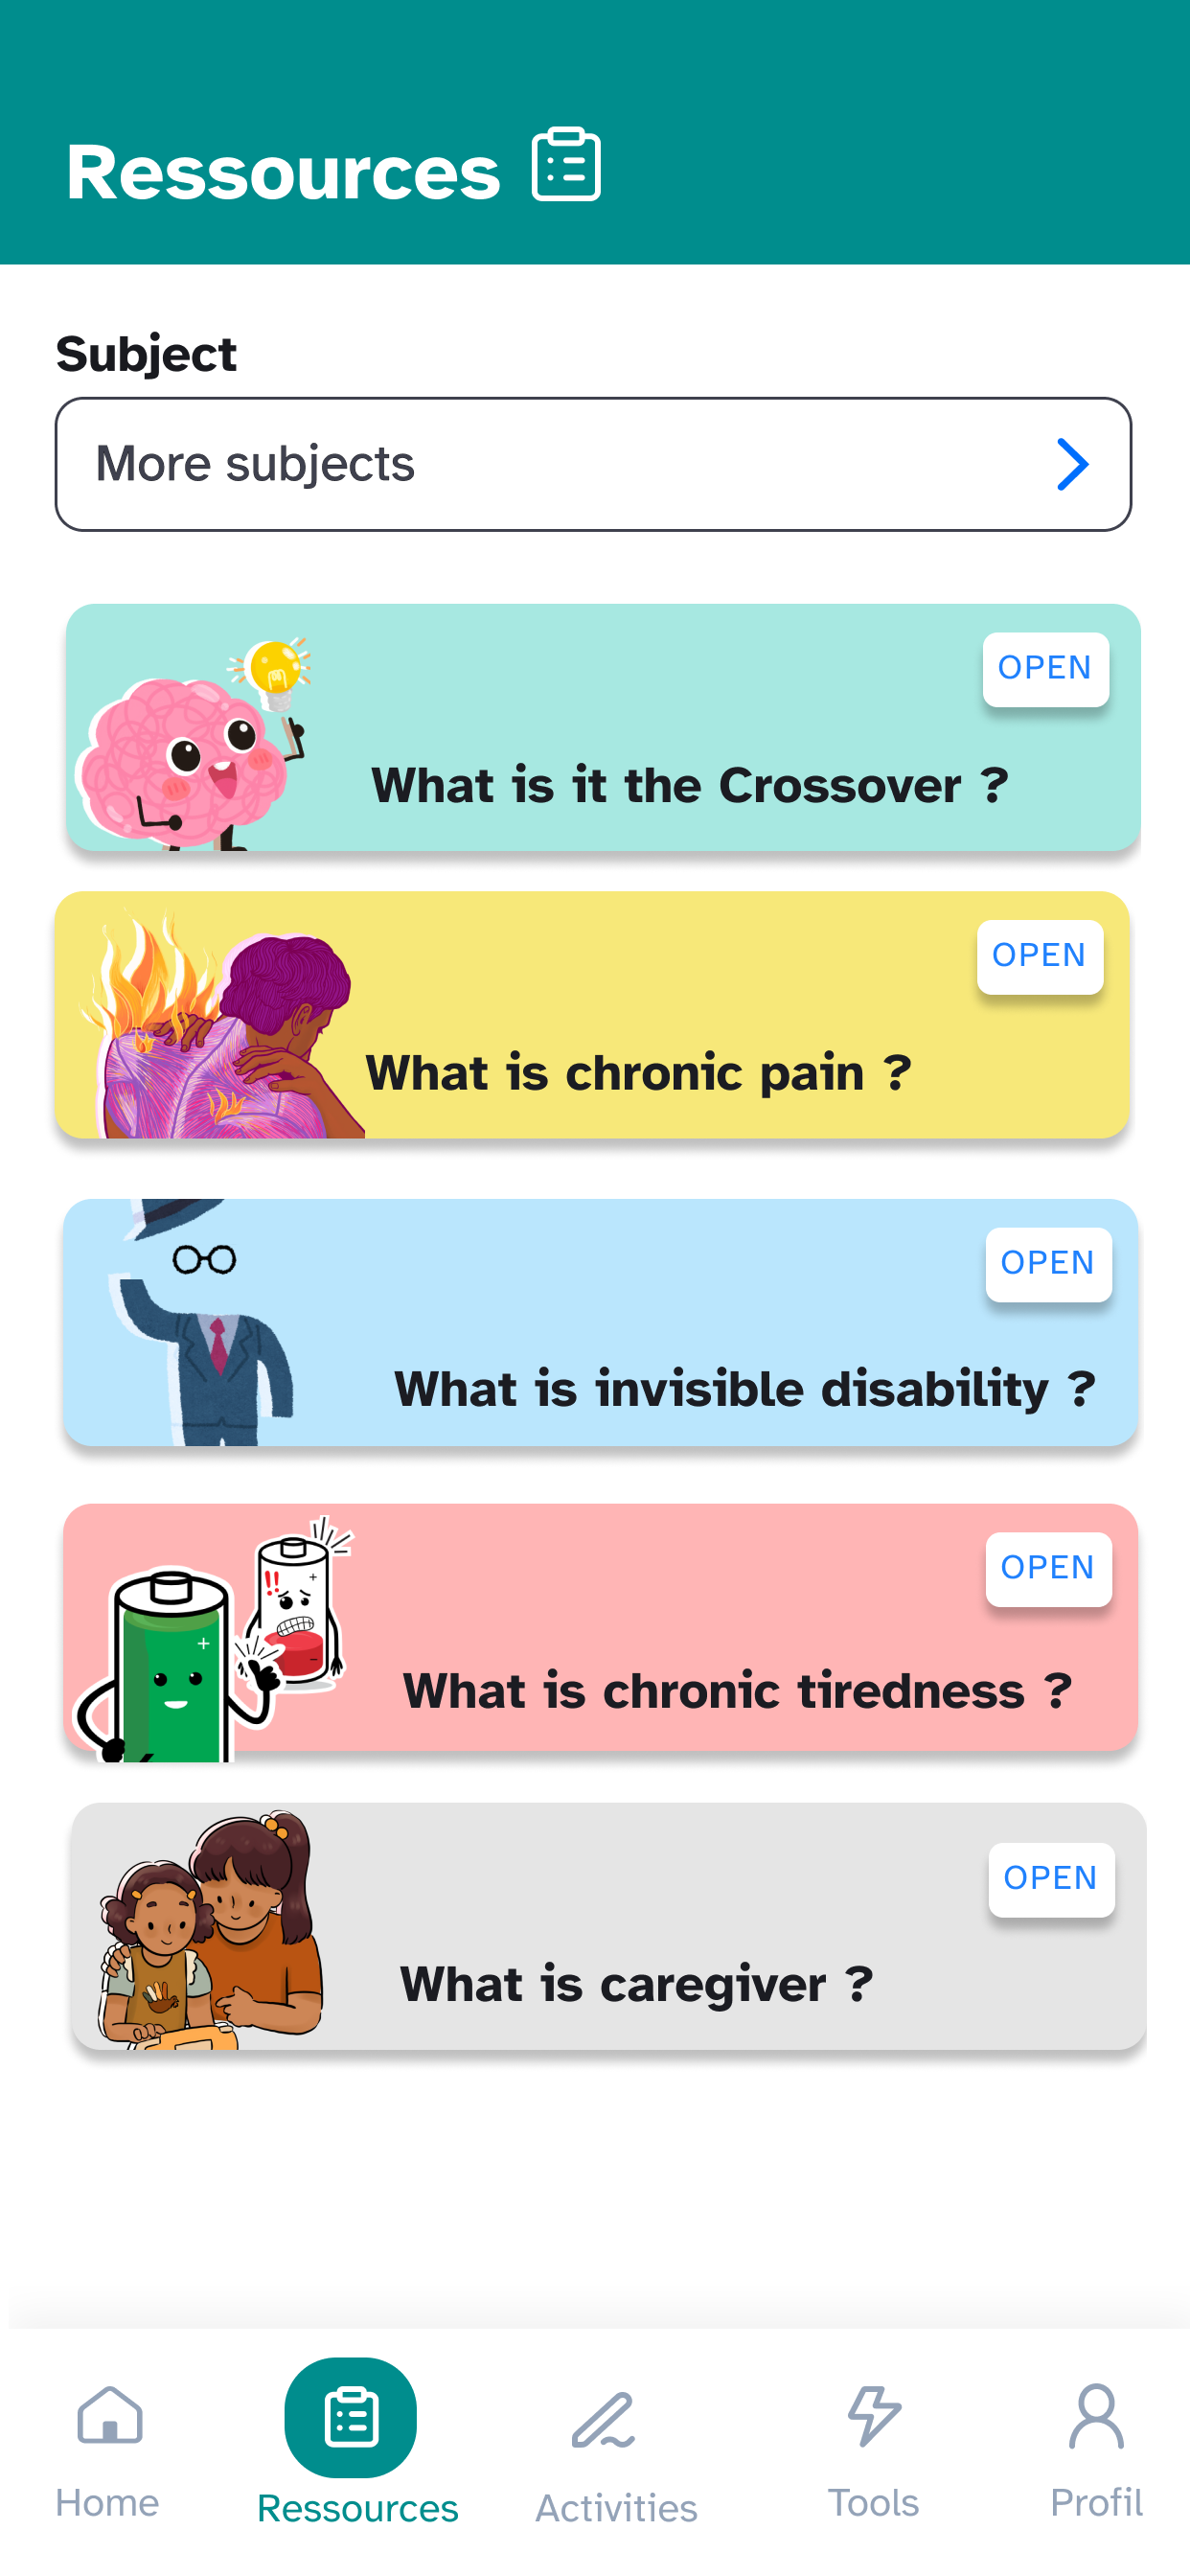 Ressources
Subject
More subjects
OPEN
What is it the Crossover ?
OPEN
What is chronic pain ?
OPEN
What is invisible disability ?
OPEN
What is chronic tiredness ?
OPEN
What is caregiver ?
Home
Ressources
Activities
Tools
Profil